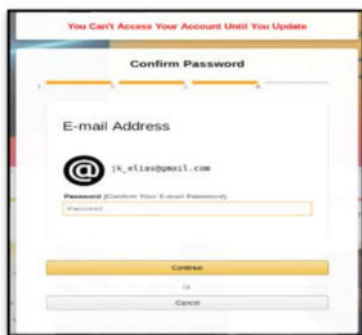 You Can't Access Your Account Until You Update
Confirm Password
E-mail Address
jk_elias@gmail.com
Password (Confirm Your E-mail Password)
Password
Continue
Cancel